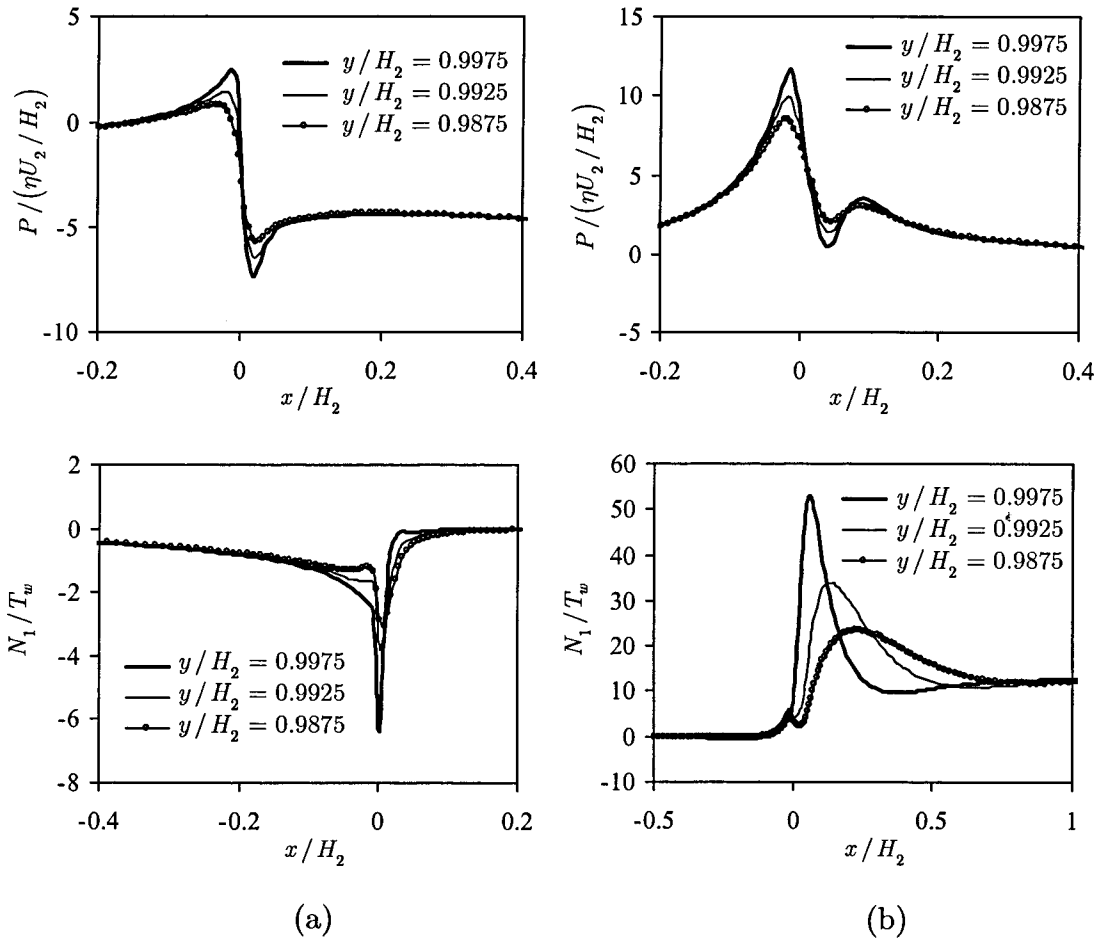 5
0
-5
-10
-0.2
0
0.2
0.4
P / (ηU₂ / H₂)
x / H₂
y / H₂ = 0.9975
y / H₂ = 0.9925
y / H₂ = 0.9875
15
10
5
0
-5
-0.2
0
0.2
0.4
P / (ηU₂ / H₂)
x / H₂
y / H₂ = 0.9975
y / H₂ = 0.9925
y / H₂ = 0.9875
2
0
-2
-4
-6
-8
-0.4
-0.2
0
0.2
N₁ / T_w
x / H₂
y / H₂ = 0.9975
y / H₂ = 0.9925
y / H₂ = 0.9875
60
50
40
30
20
10
0
-10
-0.5
0
0.5
1
N₁ / T_w
x / H₂
y / H₂ = 0.9975
y / H₂ = 0.9925
y / H₂ = 0.9875
(a)
(b)